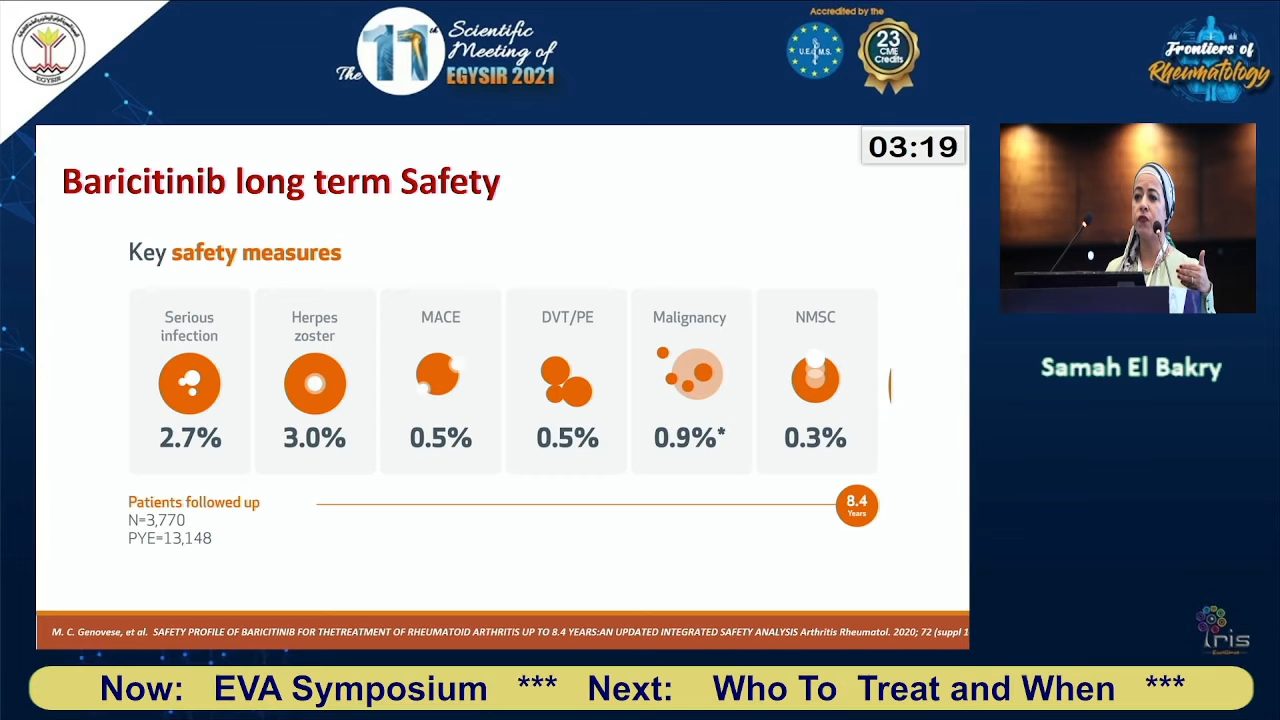 EGYSIR
The 11th
Scientific
Meeting of
EGYSIR 2021
Accredited by the
U.E.M.S.
23
CME
Credits
Frontiers of
Rheumatology
03:19
Baricitinib long term Safety
Key safety measures
Serious
infection
2.7%
Herpes
zoster
3.0%
MACE
0.5%
DVT/PE
0.5%
Malignancy
0.9%*
NMSC
0.3%
Patients followed up
N=3,770
PYE=13,148
8.4
Years
M. C. Genovese, et al. SAFETY PROFILE OF BARICITINIB FOR THETREATMENT OF RHEUMATOID ARTHRITIS UP TO 8.4 YEARS:AN UPDATED INTEGRATED SAFETY ANALYSIS Arthritis Rheumatol. 2020; 72 (suppl 1
Samah El Bakry
Iris
Now: EVA Symposium *** Next: Who To Treat and When ***